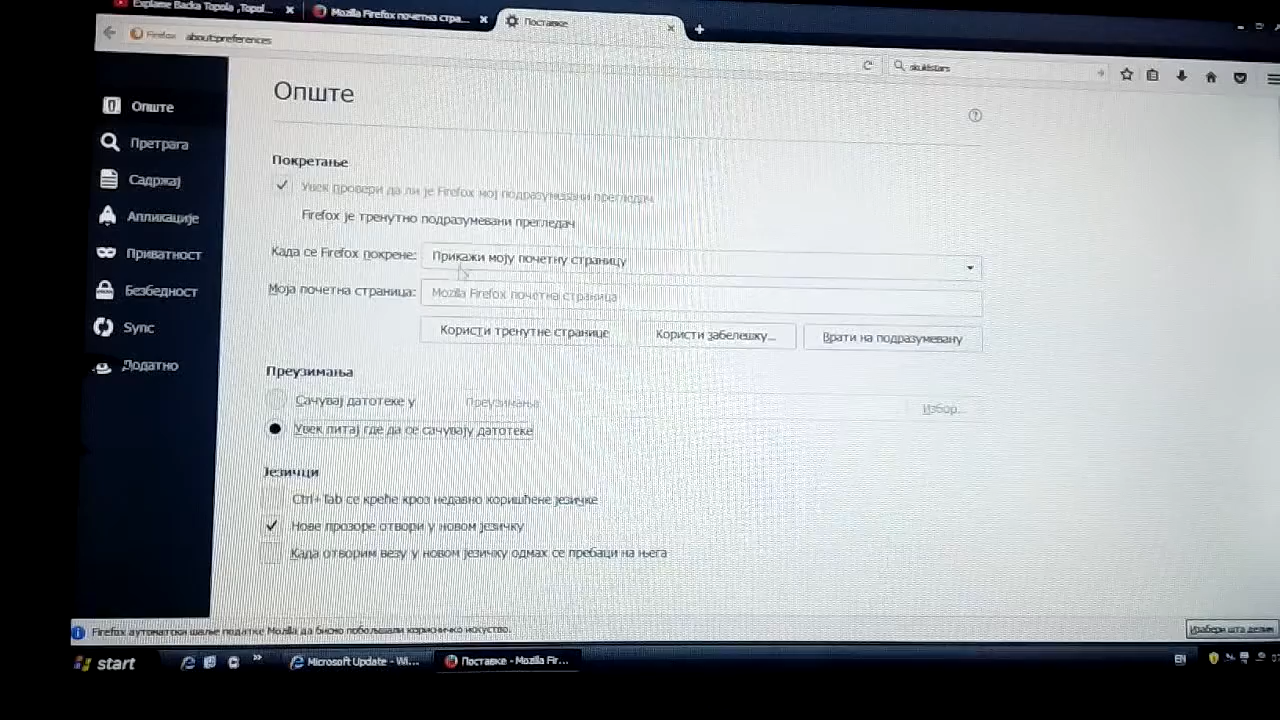 Explame Backa Topola ,Topol...
Mozilla Firefox почетна стра...
Поставке
Firefox
about:preferences
Опште
Претрага
Садржај
Апликације
Приватност
Безбедност
Sync
Додатно
Опште
Покретање
Увек провери да ли је Firefox мој подразумевани прегледач
Firefox је тренутно подразумевани прегледач
Када се Firefox покрене:
Прикажи моју почетну страницу
Моја почетна страница:
Mozilla Firefox почетна страница
Користи тренутне странице
Користи забелешку...
Врати на подразумевану
Преузимања
Сачувај датотеке у
Преузимања
Избор...
Увек питај где да се сачувају датотеке
Језичци
Ctrl+Tab се креће кроз недавно коришћене језичке
Нове прозоре отвори у новом језичку
Када отворим везу у новом језичку одмах се пребаци на њега
Firefox аутоматски шаље податке Mozilla да бисмо побољшали корисничко искуство.
Изабери шта делим
start
Microsoft Update - Wi...
Поставке - Mozilla Fir...
EN